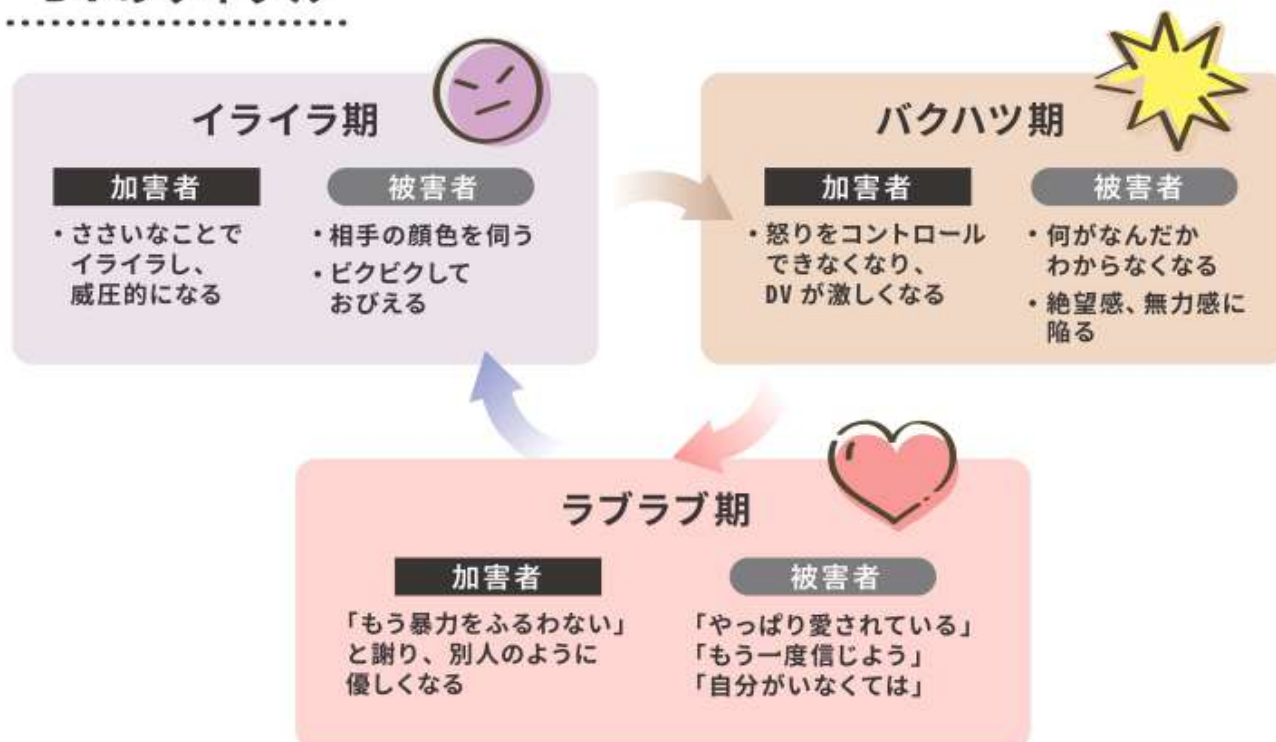 イライラ期
加害者
・ささいなことで
イライラし、
威圧的になる
被害者
・相手の顔色を伺う
・ビクビクして
おびえる
バクハツ期
加害者
・怒りをコントロール
できなくなり、
DVが激しくなる
被害者
・何がなんだか
わからなくなる
・絶望感、無力感に
陥る
ラブラブ期
加害者
「もう暴力をふるわない」
と謝り、別人のように
優しくなる
被害者
「やっぱり愛されている」
「もう一度信じよう」
「自分がいなくては」